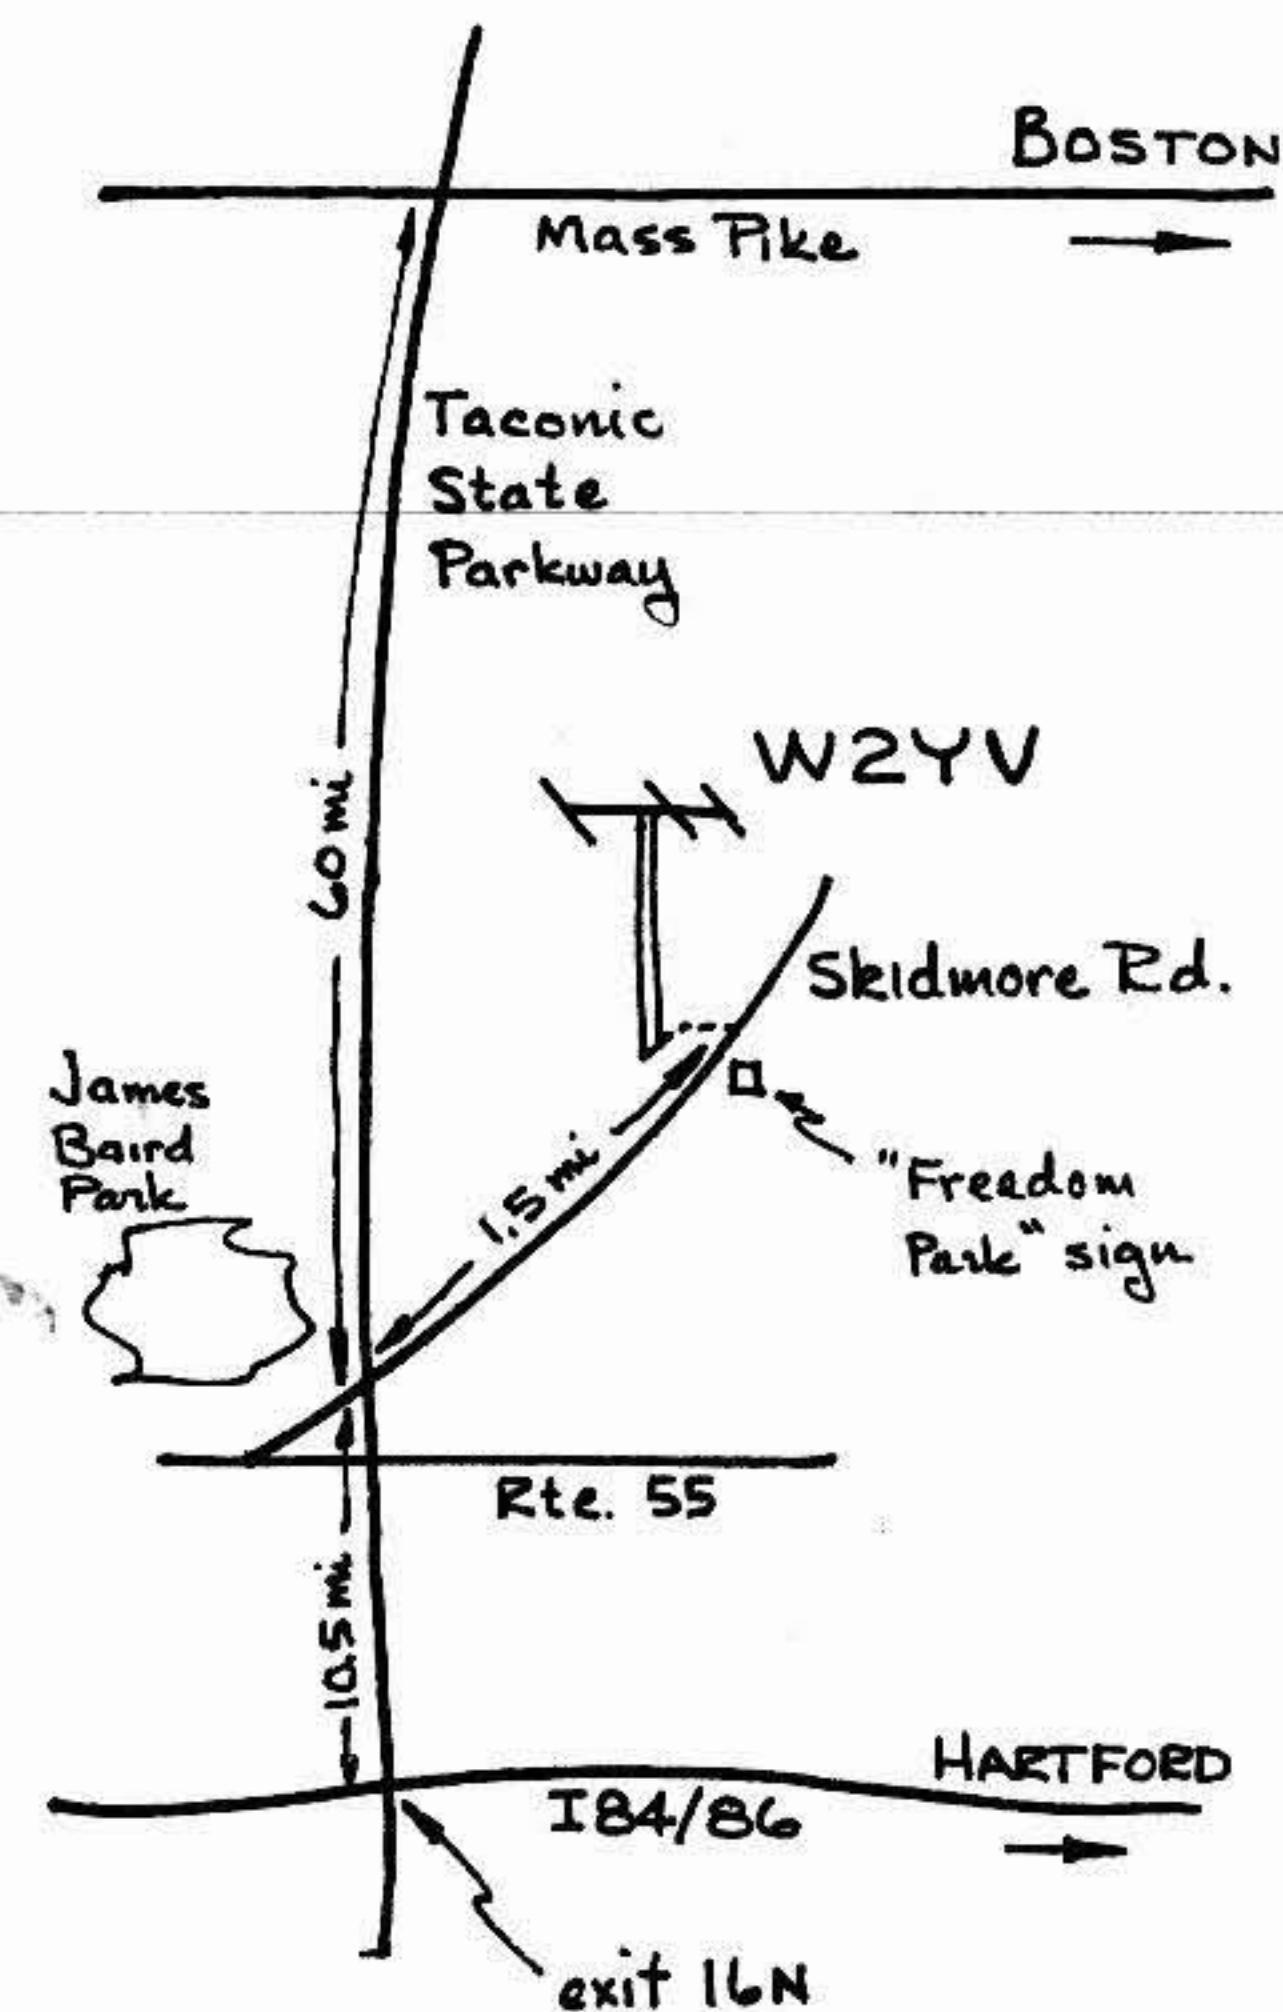 BOSTON
Mass Pike
Taconic
State
Parkway
60 mi
W2YV
Skidmore Rd.
James
Baird
Park
1.5 mi
"Freedom
Park" sign
Rte. 55
10.5 mi
HARTFORD
I84/86
exit 16N